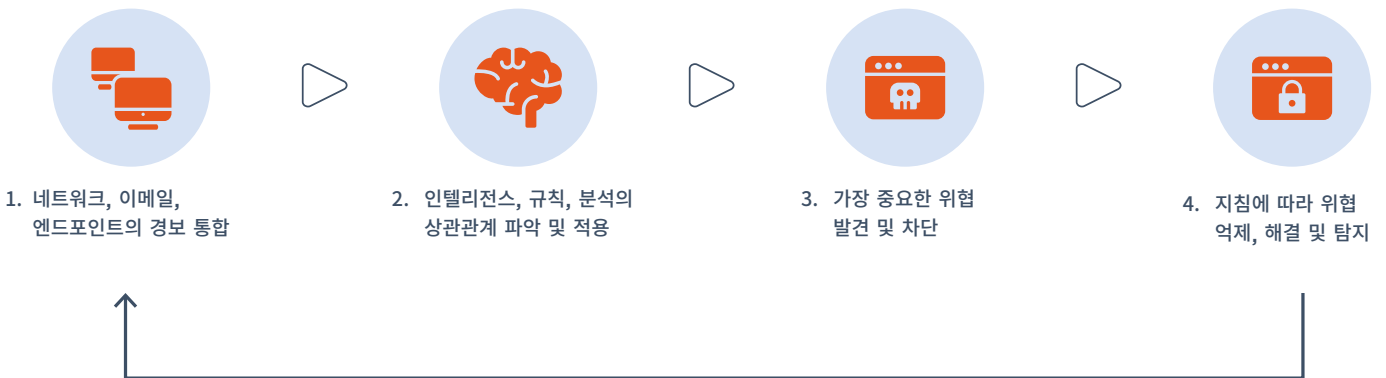 1. 네트워크, 이메일,
엔드포인트의 경보 통합
2. 인텔리전스, 규칙, 분석의
상관관계 파악 및 적용
3. 가장 중요한 위협
발견 및 차단
4. 지침에 따라 위협
억제, 해결 및 탐지